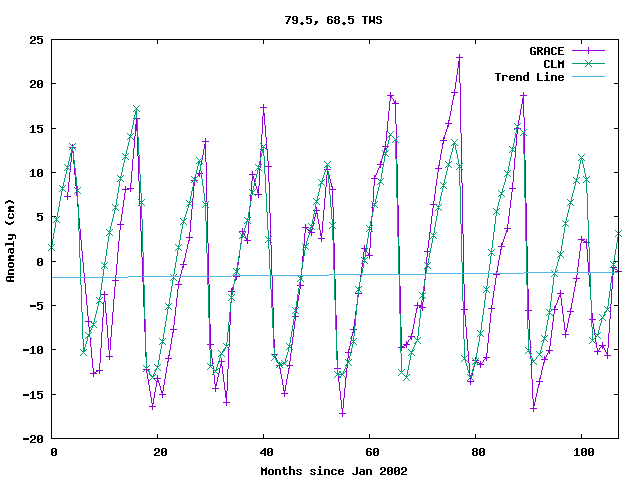 79.5, 68.5 TWS
GRACE
CLM
Trend Line
25
20
15
10
5
0
-5
-10
-15
-20
Anomaly (cm)
0 20 40 60 80 100
Months since Jan 2002